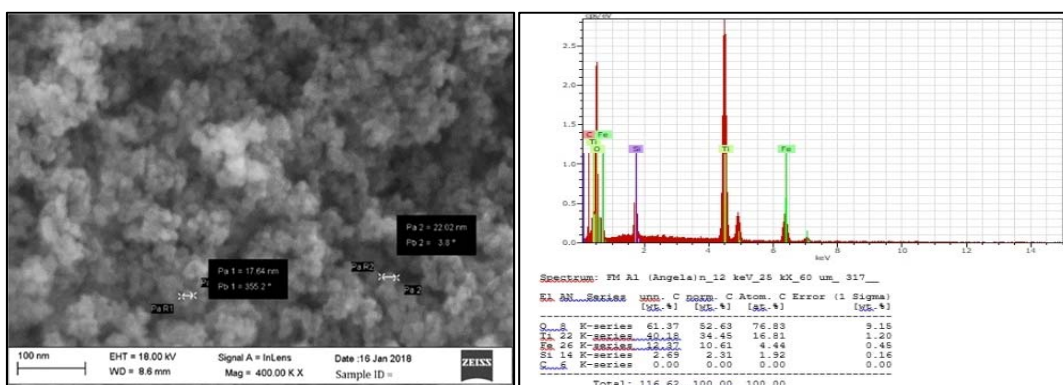 Pa 2 = 22.02 nm
Pb 2 = 3.8 °
Pa R2
Pa 2
Pa 1 = 17.64 nm
Pb 1 = 355.2 °
Pa R1
100 nm
EHT = 18.00 kV
Signal A = InLens
Date :16 Jan 2018
WD = 8.6 mm
Mag = 400.00 K X
Sample ID =
ZEISS
cps/eV
2.5
2.0
1.5
1.0
0.5
0.0
C
Fe
Ti
O
Si
Ti
Fe
2 4 6 8 10 12 14
keV
Spectrum: FM A1 (Angela)n_12 keV_25 kX_60 um_ 317__
El AN Series unn. C norm. C Atom. C Error (1 Sigma)
[wt.%] [wt.%] [at.%] [wt.%]
O 8 K-series 61.37 52.63 76.83 9.15
Ti 22 K-series 40.18 34.45 16.81 1.20
Fe 26 K-series 12.37 10.61 4.44 0.45
Si 14 K-series 2.69 2.31 1.92 0.16
C 6 K-series 0.00 0.00 0.00 0.00
Total: 116.62 100.00 100.00